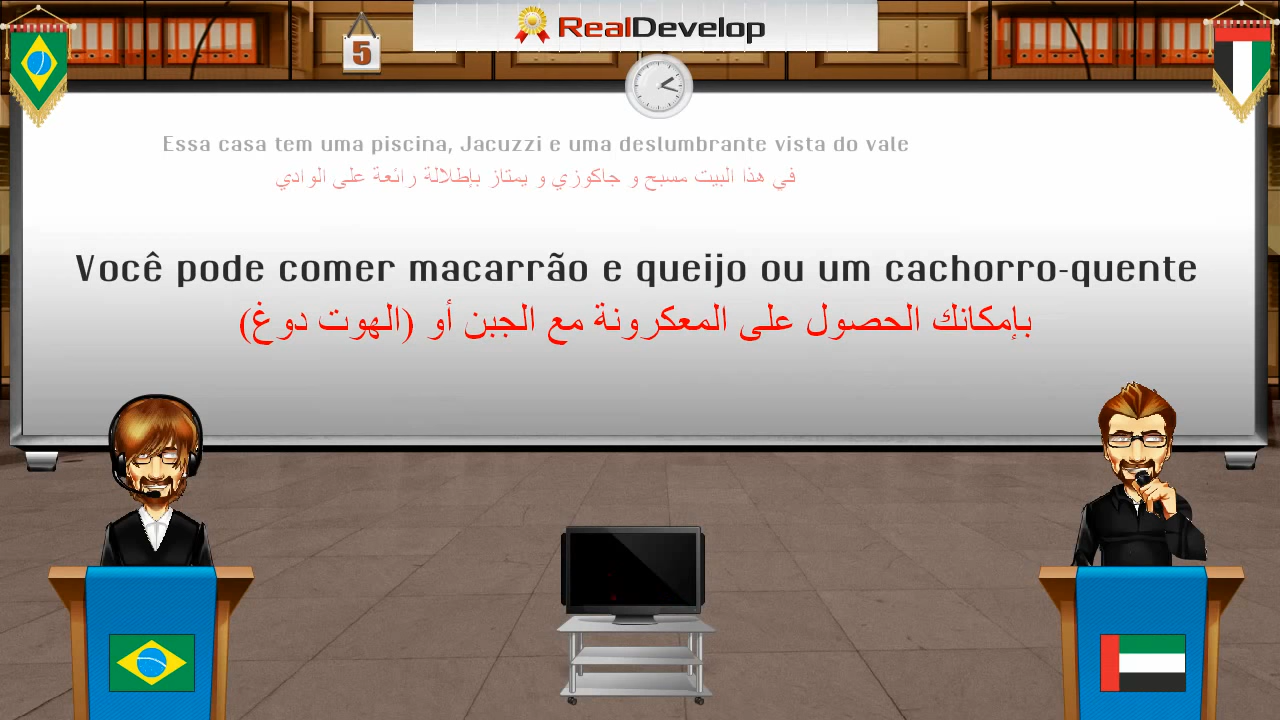 RealDevelop
5
Essa casa tem uma piscina, Jacuzzi e uma deslumbrante vista do vale
في هذا البيت مسبح و جاكوزي و يمتاز بإطلالة رائعة على الوادي
Você pode comer macarrão e queijo ou um cachorro-quente
بإمكانك الحصول على المعكرونة مع الجبن أو (الهوت دوغ)